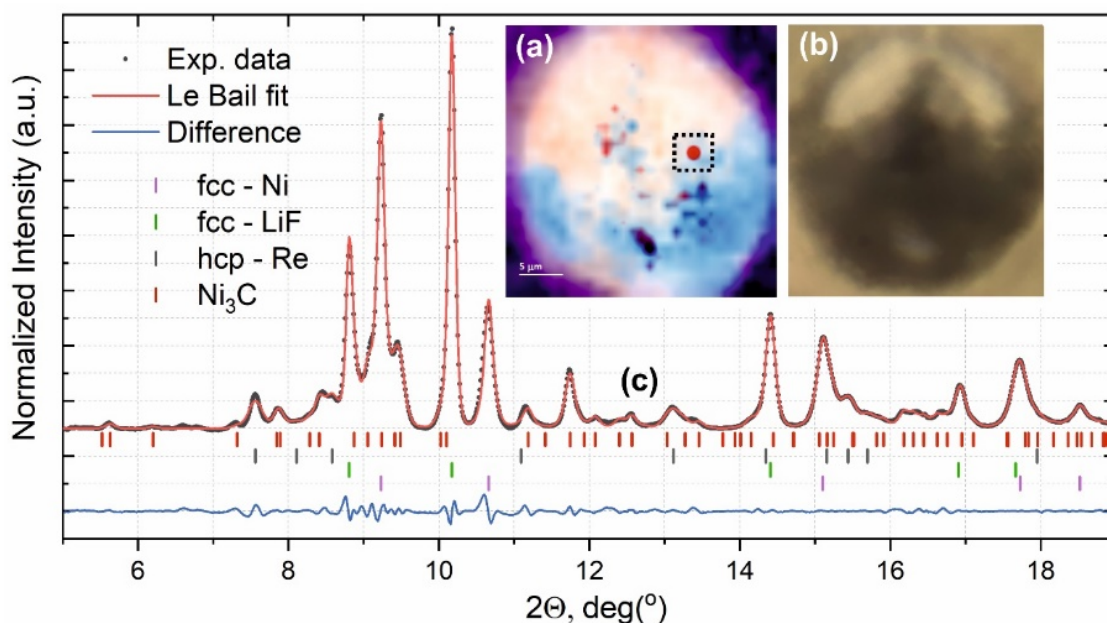 Normalized Intensity (a.u.)
Exp. data
Le Bail fit
Difference
fcc - Ni
fcc - LiF
hcp - Re
Ni₃C
(a)
5 μm
(b)
(c)
6 8 10 12 14 16 18
2Θ, deg(°)